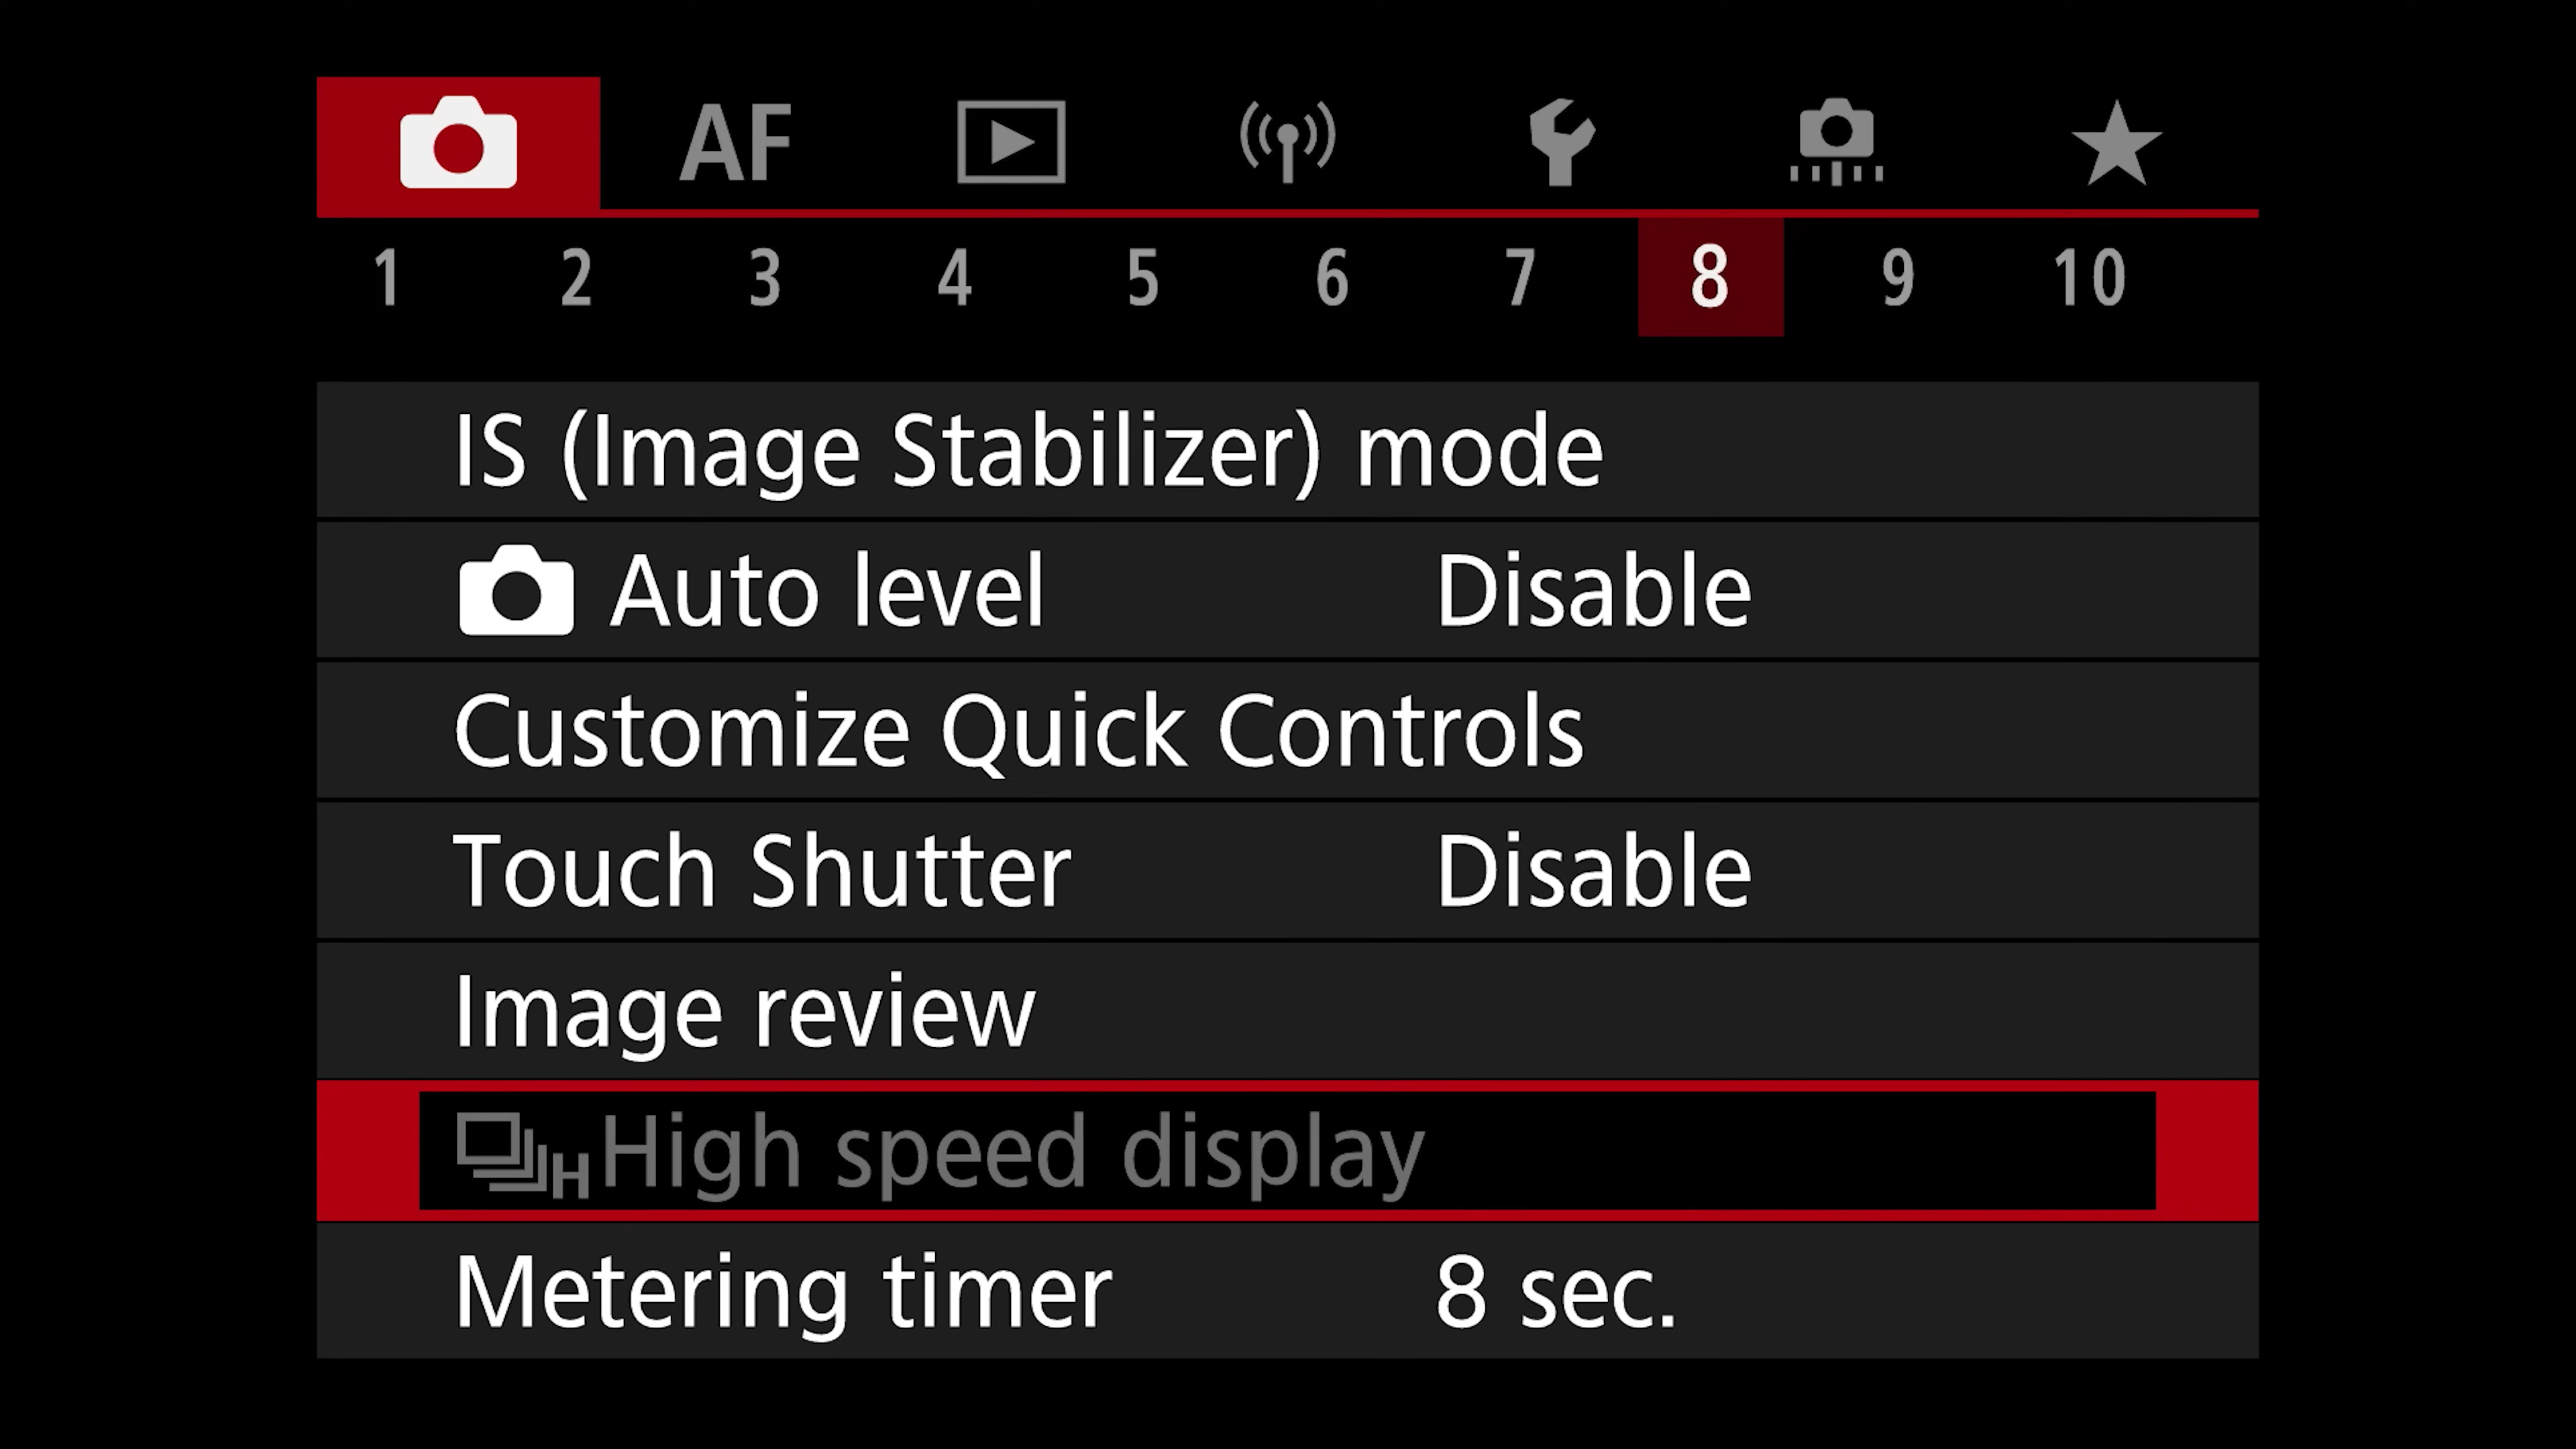 AF
1 2 3 4 5 6 7 8 9 10
IS (Image Stabilizer) mode
Auto level Disable
Customize Quick Controls
Touch Shutter Disable
Image review
H High speed display
Metering timer 8 sec.